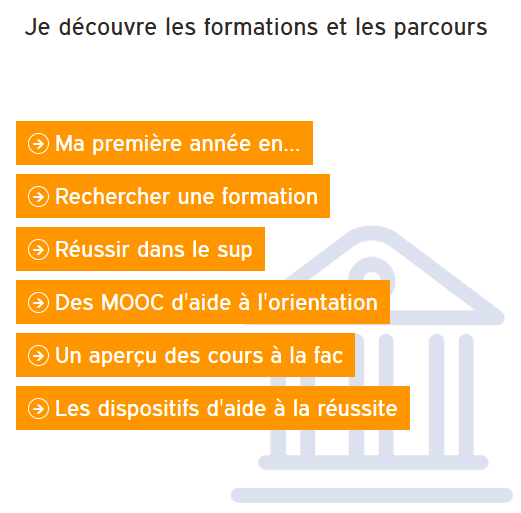 Je découvre les formations et les parcours
Ma première année en...
Rechercher une formation
Réussir dans le sup
Des MOOC d'aide à l'orientation
Un aperçu des cours à la fac
Les dispositifs d'aide à la réussite